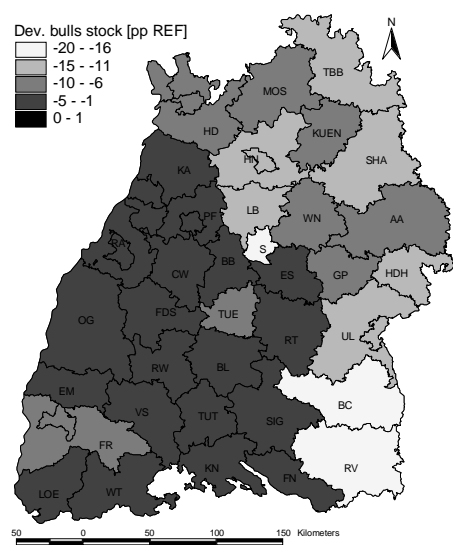 Dev. bulls stock [pp REF]
-20 - -16
-15 - -11
-10 - -6
-5 - -1
0 - 1
N
TBB
MOS
HD
KUEN
HN
SHA
KA
LB
WN
AA
PF
S
RA
CW
BB
ES
GP
HDH
OG
FDS
TUE
RT
UL
RW
BL
EM
VS
TUT
SIG
BC
FR
KN
FN
RV
LOE
WT
50 0 50 100 150 Kilometers